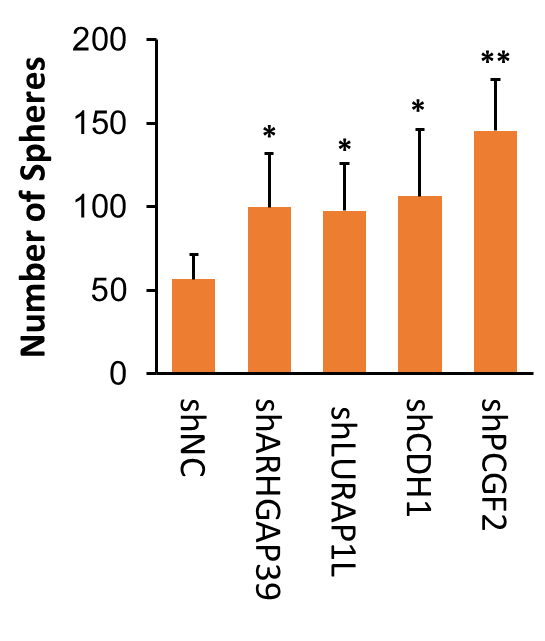 200
150
100
50
0
Number of Spheres
*
*
*
**
shNC
shARHGAP39
shLURAP1L
shCDH1
shPCGF2